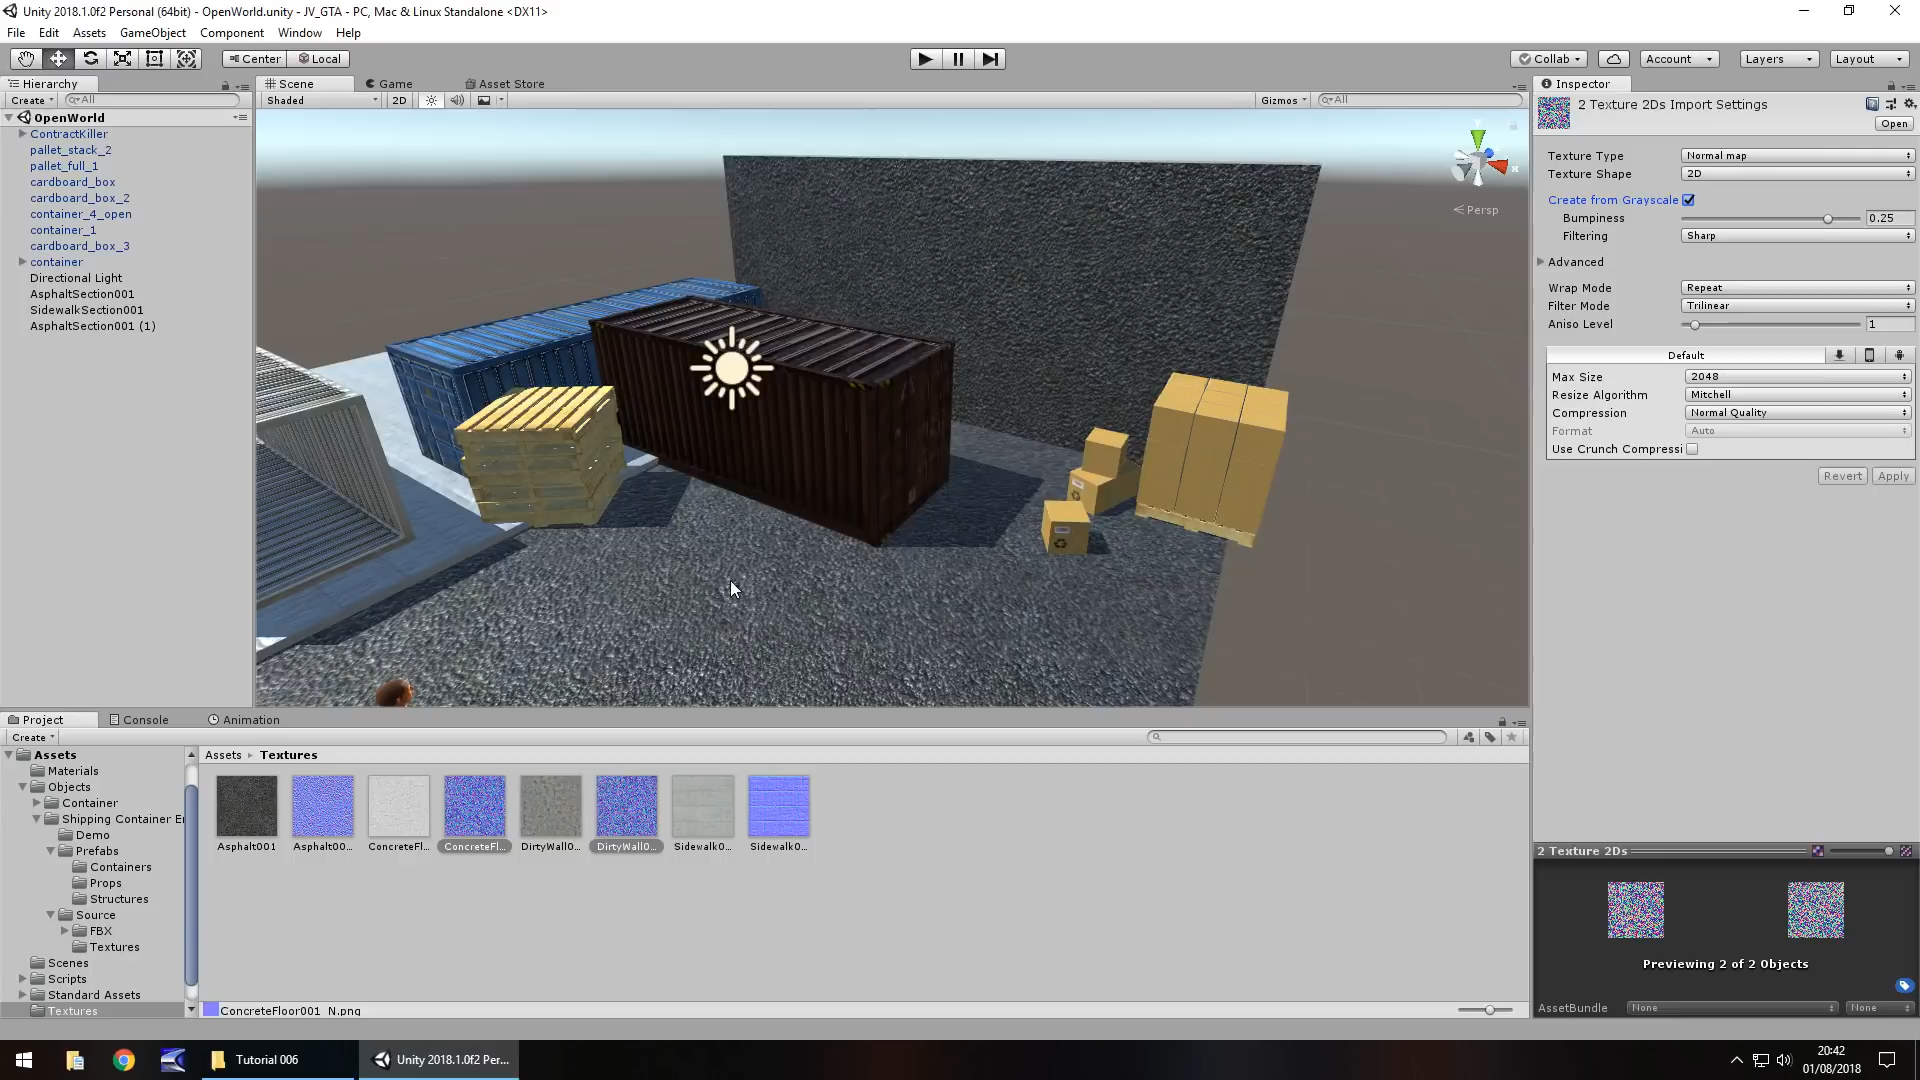 Unity 2018.1.0f2 Personal (64bit) - OpenWorld.unity - JV_GTA - PC, Mac & Linux Standalone <DX11>
File Edit Assets GameObject Component Window Help
Center Local Collab Account Layers Layout
Hierarchy
Create All
OpenWorld
ContractKiller
pallet_stack_2
pallet_full_1
cardboard_box
cardboard_box_2
container_4_open
container_1
cardboard_box_3
container
Directional Light
AsphaltSection001
SidewalkSection001
AsphaltSection001 (1)
Scene Game Asset Store
Shaded 2D Gizmos All
y
x
Persp
Inspector
2 Texture 2Ds Import Settings
Open
Texture Type Normal map
Texture Shape 2D
Create from Grayscale
Bumpiness 0.25
Filtering Sharp
Advanced
Wrap Mode Repeat
Filter Mode Trilinear
Aniso Level 1
Default
Max Size 2048
Resize Algorithm Mitchell
Compression Normal Quality
Format Auto
Use Crunch Compressi
Revert Apply
Project Console Animation
Create
Assets
Materials
Objects
Container
Shipping Container Er
Demo
Prefabs
Containers
Props
Structures
Source
FBX
Textures
Scenes
Scripts
Standard Assets
Textures
Assets Textures
Asphalt001 Asphalt00... ConcreteFl... ConcreteFl... DirtyWall0... DirtyWall0... Sidewalk0... Sidewalk0...
ConcreteFloor001_N.png
2 Texture 2Ds
Previewing 2 of 2 Objects
AssetBundle None None
Tutorial 006
Unity 2018.1.0f2 Per...
20:42
01/08/2018